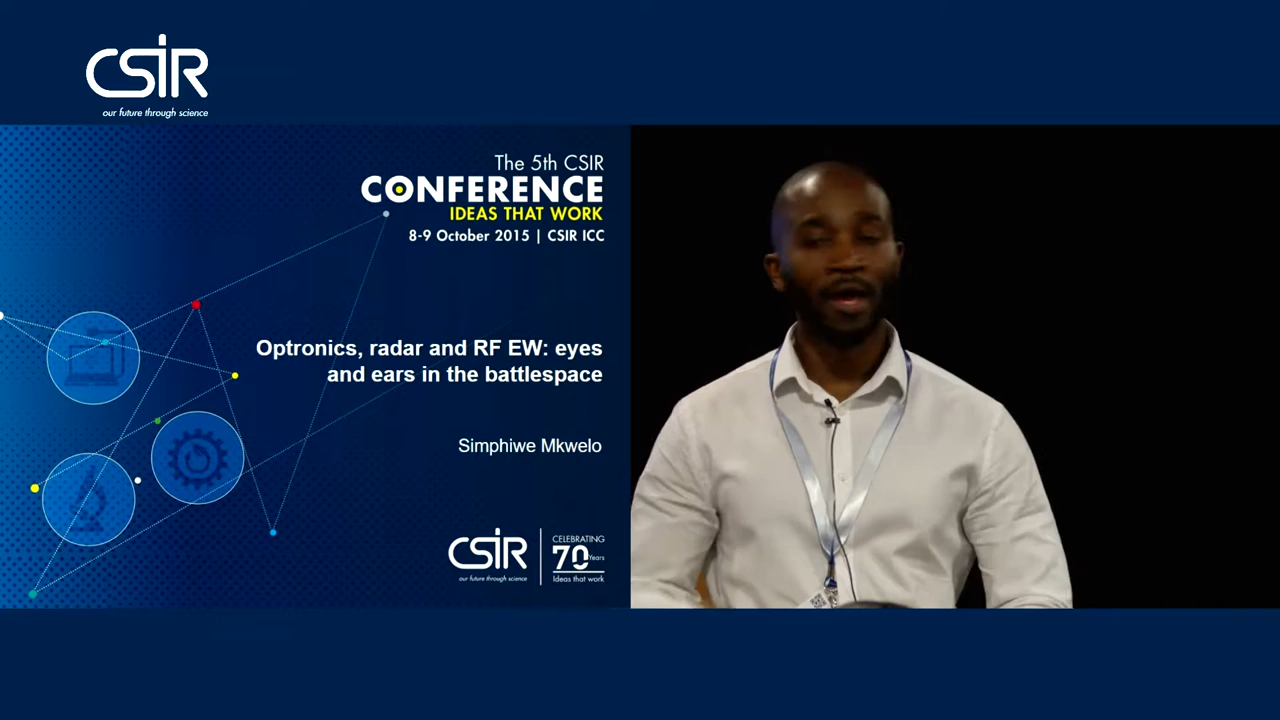 CSIR
our future through science
The 5th CSIR
CONFERENCE
IDEAS THAT WORK
8-9 October 2015 | CSIR ICC
Optronics, radar and RF EW: eyes
and ears in the battlespace
Simphiwe Mkwelo
CSIR
our future through science
CELEBRATING
70 Years
Ideas that work